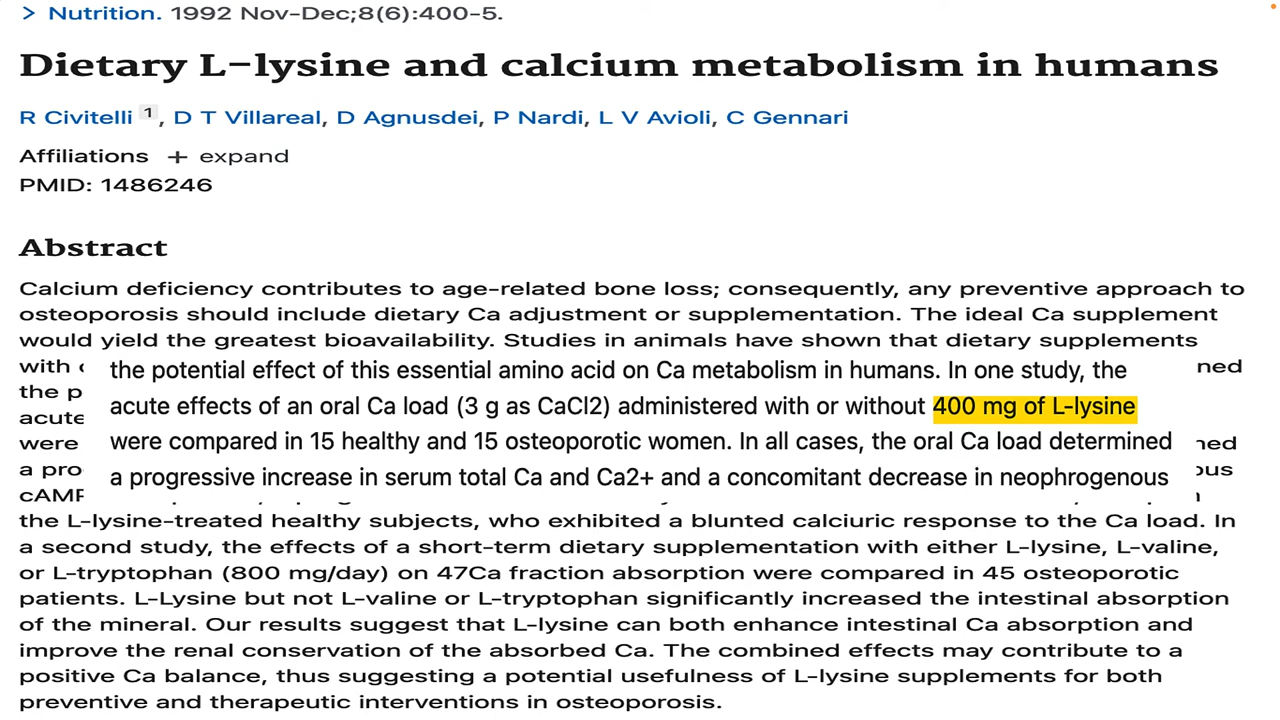 > Nutrition. 1992 Nov-Dec;8(6):400-5.
Dietary L-lysine and calcium metabolism in humans
R Civitelli 1, D T Villareal, D Agnusdei, P Nardi, L V Avioli, C Gennari
Affiliations + expand
PMID: 1486246
Abstract
Calcium deficiency contributes to age-related bone loss; consequently, any preventive approach to
osteoporosis should include dietary Ca adjustment or supplementation. The ideal Ca supplement
would yield the greatest bioavailability. Studies in animals have shown that dietary supplements
with
the potential effect of this essential amino acid on Ca metabolism in humans. In one study, the
acute effects of an oral Ca load (3 g as CaCl2) administered with or without 400 mg of L-lysine
were compared in 15 healthy and 15 osteoporotic women. In all cases, the oral Ca load determined
a progressive increase in serum total Ca and Ca2+ and a concomitant decrease in neophrogenous
the L-lysine-treated healthy subjects, who exhibited a blunted calciuric response to the Ca load. In
a second study, the effects of a short-term dietary supplementation with either L-lysine, L-valine,
or L-tryptophan (800 mg/day) on 47Ca fraction absorption were compared in 45 osteoporotic
patients. L-Lysine but not L-valine or L-tryptophan significantly increased the intestinal absorption
of the mineral. Our results suggest that L-lysine can both enhance intestinal Ca absorption and
improve the renal conservation of the absorbed Ca. The combined effects may contribute to a
positive Ca balance, thus suggesting a potential usefulness of L-lysine supplements for both
preventive and therapeutic interventions in osteoporosis.